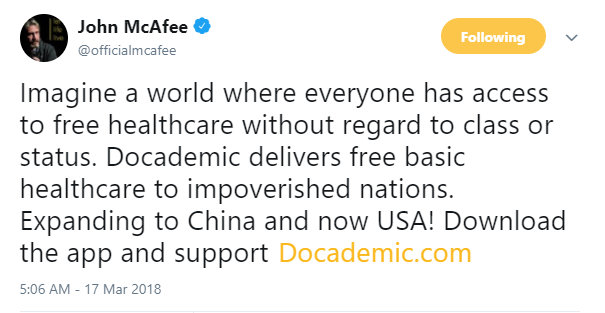 John McAfee
@officialmcafee
Following
Imagine a world where everyone has access
to free healthcare without regard to class or
status. Docademic delivers free basic
healthcare to impoverished nations.
Expanding to China and now USA! Download
the app and support Docademic.com
5:06 AM - 17 Mar 2018